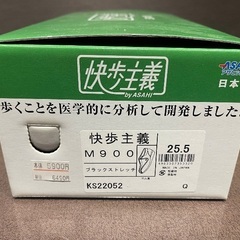 快歩主義
by ASAHI
日本
歩くことを医学的に分析して開発しました
快歩主義
M900
25.5
ブラックストレッチ
KS22052
Q